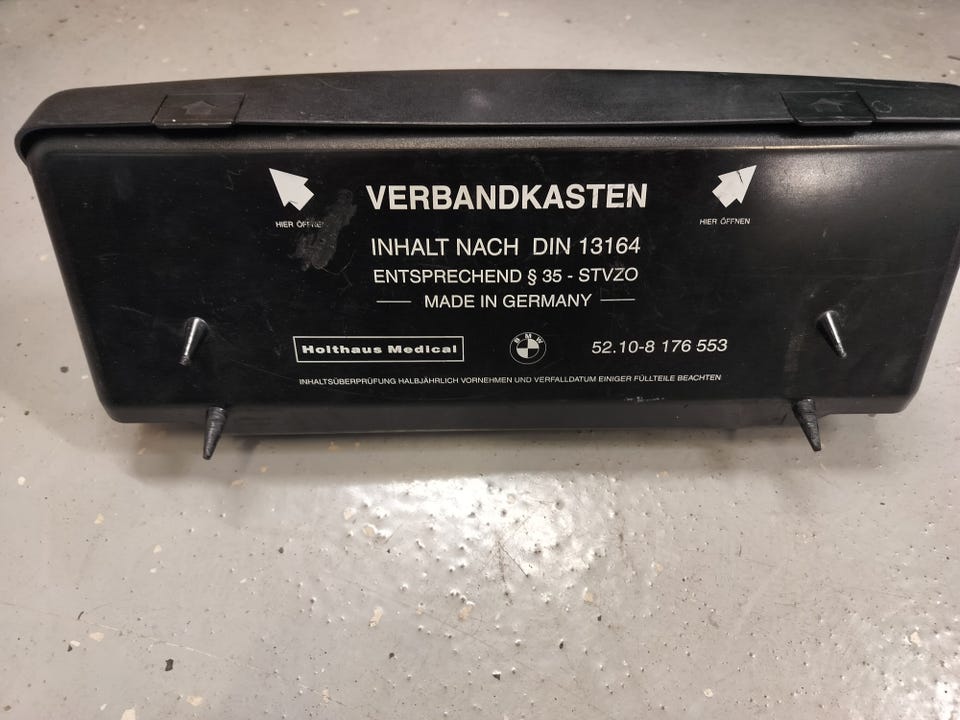 VERBANDKASTEN
HIER ÖFFNEN
HIER ÖFFNEN
INHALT NACH DIN 13164
ENTSPRECHEND § 35 - STVZO
MADE IN GERMANY
Holthaus Medical
BMW
52.10-8 176 553
INHALTSÜBERPRÜFUNG HALBJÄHRLICH VORNEHMEN UND VERFALLDATUM EINIGER FÜLLTEILE BEACHTEN